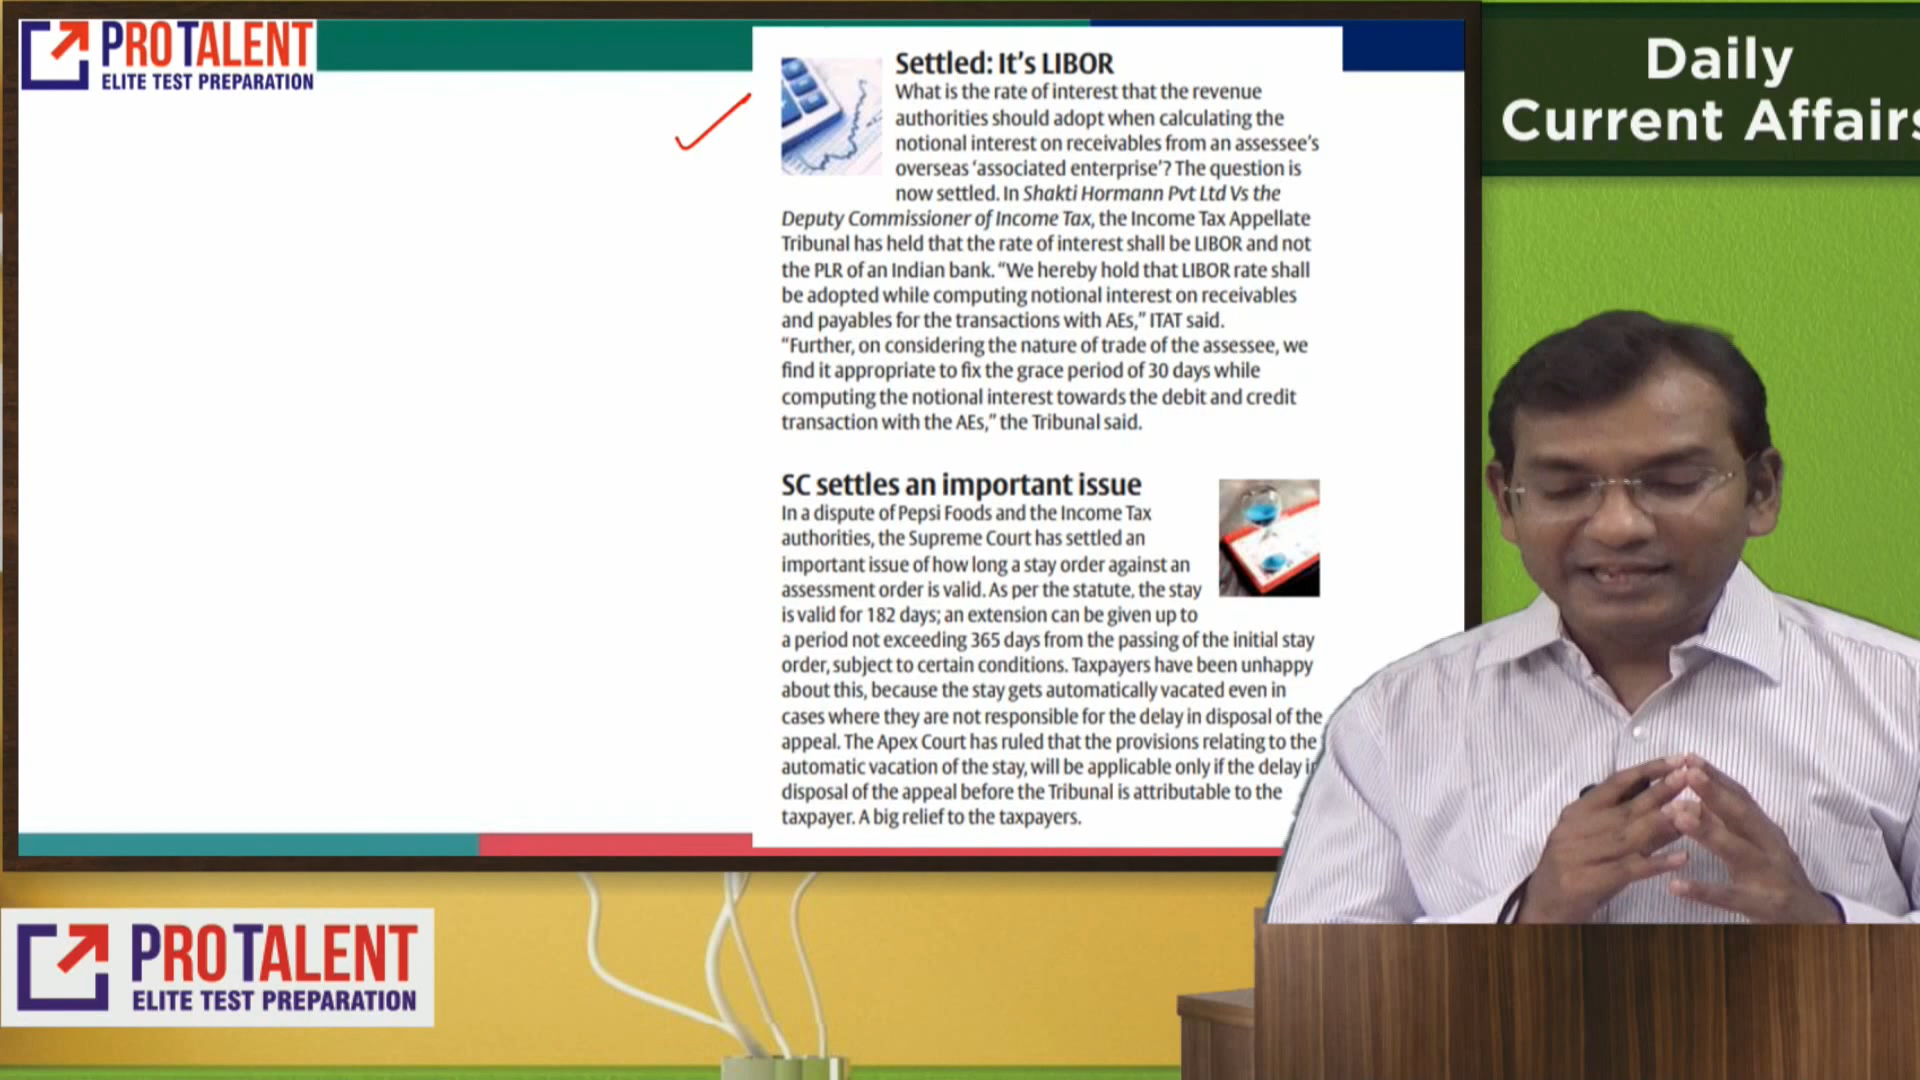 PROTALENT
ELITE TEST PREPARATION
Settled: It's LIBOR
What is the rate of interest that the revenue
authorities should adopt when calculating the
notional interest on receivables from an assessee's
overseas 'associated enterprise'? The question is
now settled. In Shakti Hormann Pvt Ltd Vs the
Deputy Commissioner of Income Tax, the Income Tax Appellate
Tribunal has held that the rate of interest shall be LIBOR and not
the PLR of an Indian bank. "We hereby hold that LIBOR rate shall
be adopted while computing notional interest on receivables
and payables for the transactions with AEs," ITAT said.
"Further, on considering the nature of trade of the assessee, we
find it appropriate to fix the grace period of 30 days while
computing the notional interest towards the debit and credit
transaction with the AEs," the Tribunal said.
SC settles an important issue
In a dispute of Pepsi Foods and the Income Tax
authorities, the Supreme Court has settled an
important issue of how long a stay order against an
assessment order is valid. As per the statute, the stay
is valid for 182 days; an extension can be given up to
a period not exceeding 365 days from the passing of the initial stay
order, subject to certain conditions. Taxpayers have been unhappy
about this, because the stay gets automatically vacated even in
cases where they are not responsible for the delay in disposal of the
appeal. The Apex Court has ruled that the provisions relating to the
automatic vacation of the stay, will be applicable only if the delay in
disposal of the appeal before the Tribunal is attributable to the
taxpayer. A big relief to the taxpayers.
Daily
Current Affairs
PROTALENT
ELITE TEST PREPARATION